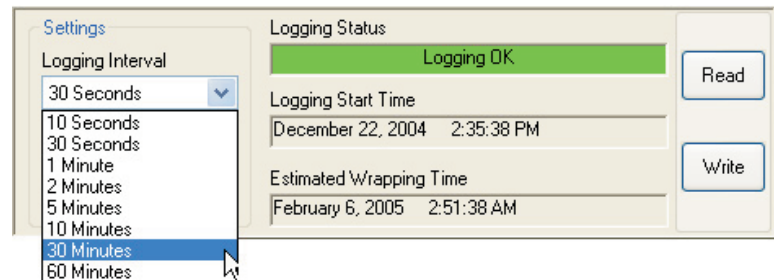 Settings
Logging Interval
30 Seconds
10 Seconds
30 Seconds
1 Minute
2 Minutes
5 Minutes
10 Minutes
30 Minutes
60 Minutes
Logging Status
Logging OK
Logging Start Time
December 22, 2004 2:35:38 PM
Estimated Wrapping Time
February 6, 2005 2:51:38 AM
Read
Write